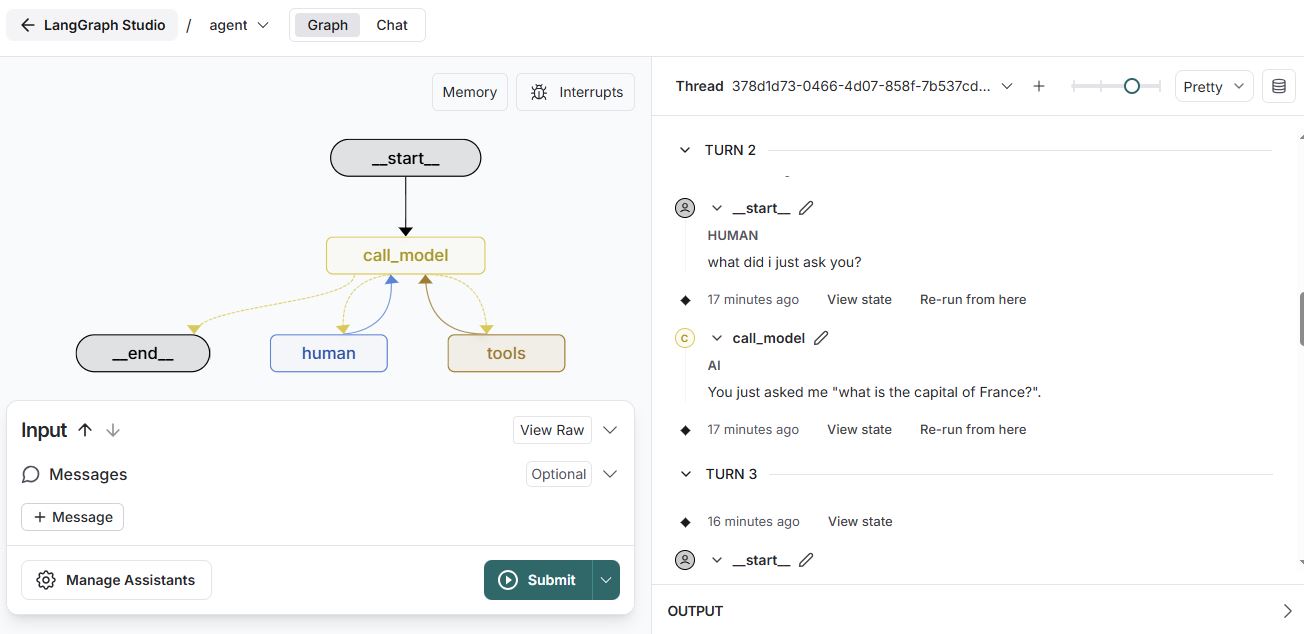 LangGraph Studio / agent Graph Chat
Memory Interrupts
__start__
call_model
__end__ human tools
Input View Raw
Messages Optional
+ Message
Manage Assistants Submit
Thread 378d1d73-0466-4d07-858f-7b537cd... + Pretty
TURN 2
__start__
HUMAN
what did i just ask you?
17 minutes ago View state Re-run from here
C call_model
AI
You just asked me "what is the capital of France?".
17 minutes ago View state Re-run from here
TURN 3
16 minutes ago View state
__start__
OUTPUT